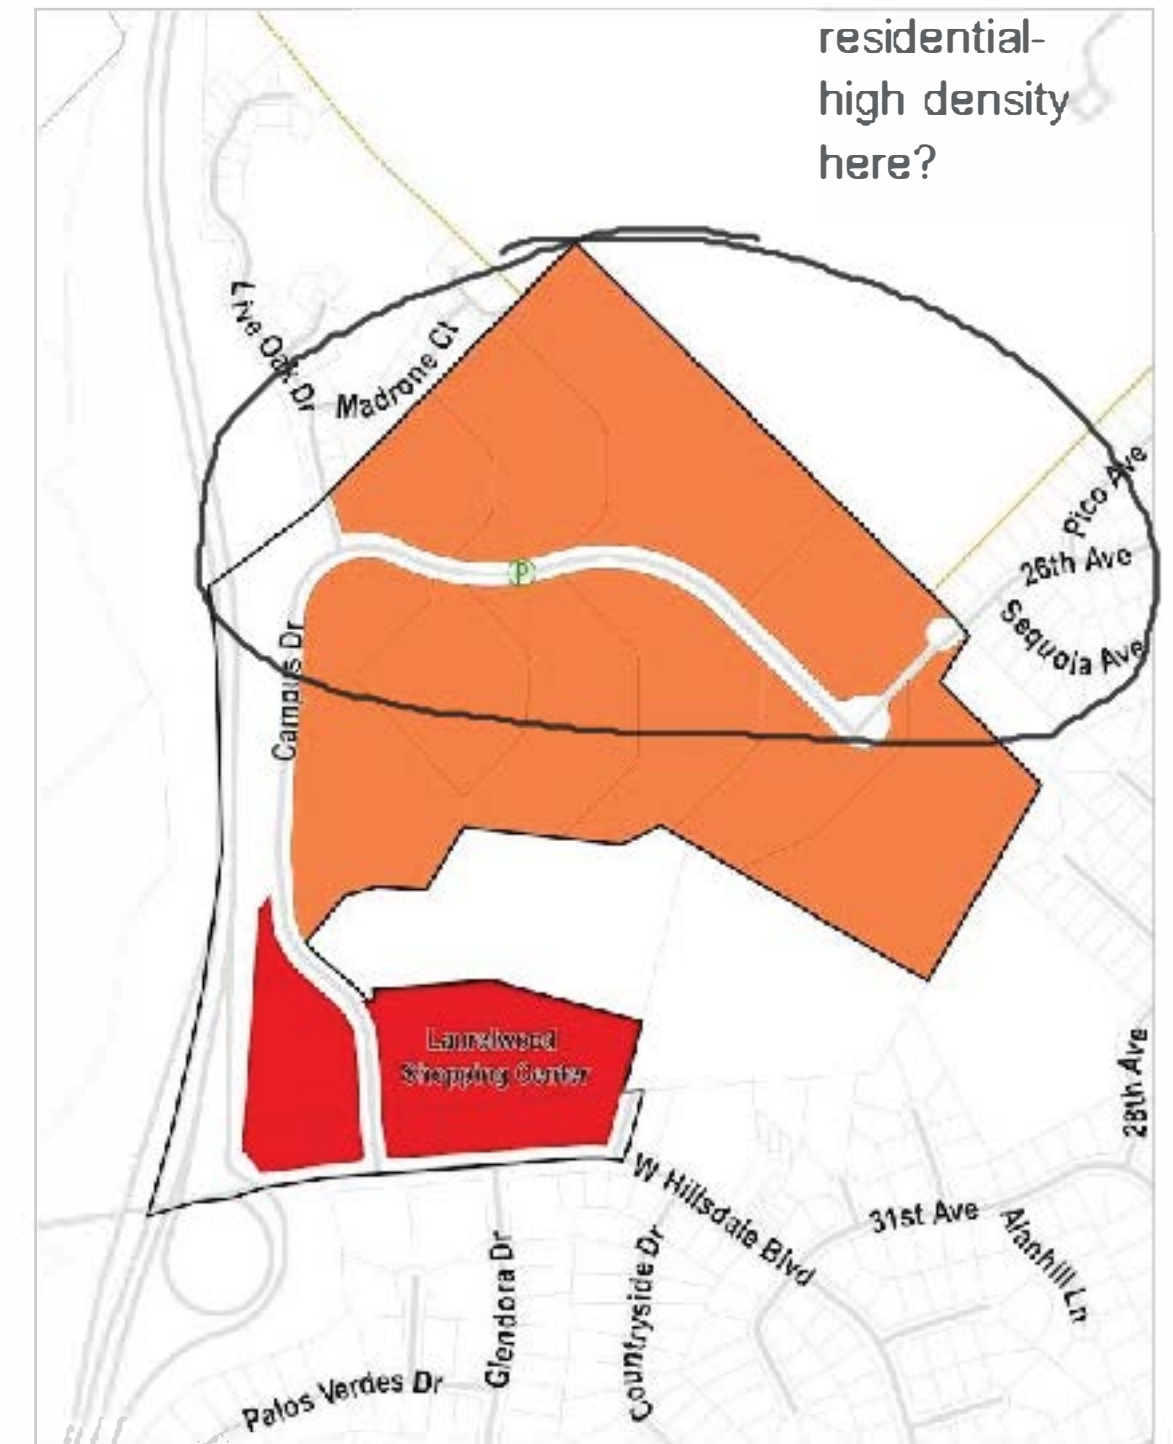 residential-
high density
here?
Live Oak Dr
Madrone Ct
Pico Ave
26th Ave
Sequoia Ave
P
Campus Dr
Laurelwood
Shopping Center
28th Ave
W Hillsdale Blvd
31st Ave
Alanhill Ln
Glendora Dr
Countryside Dr
Palos Verdes Dr